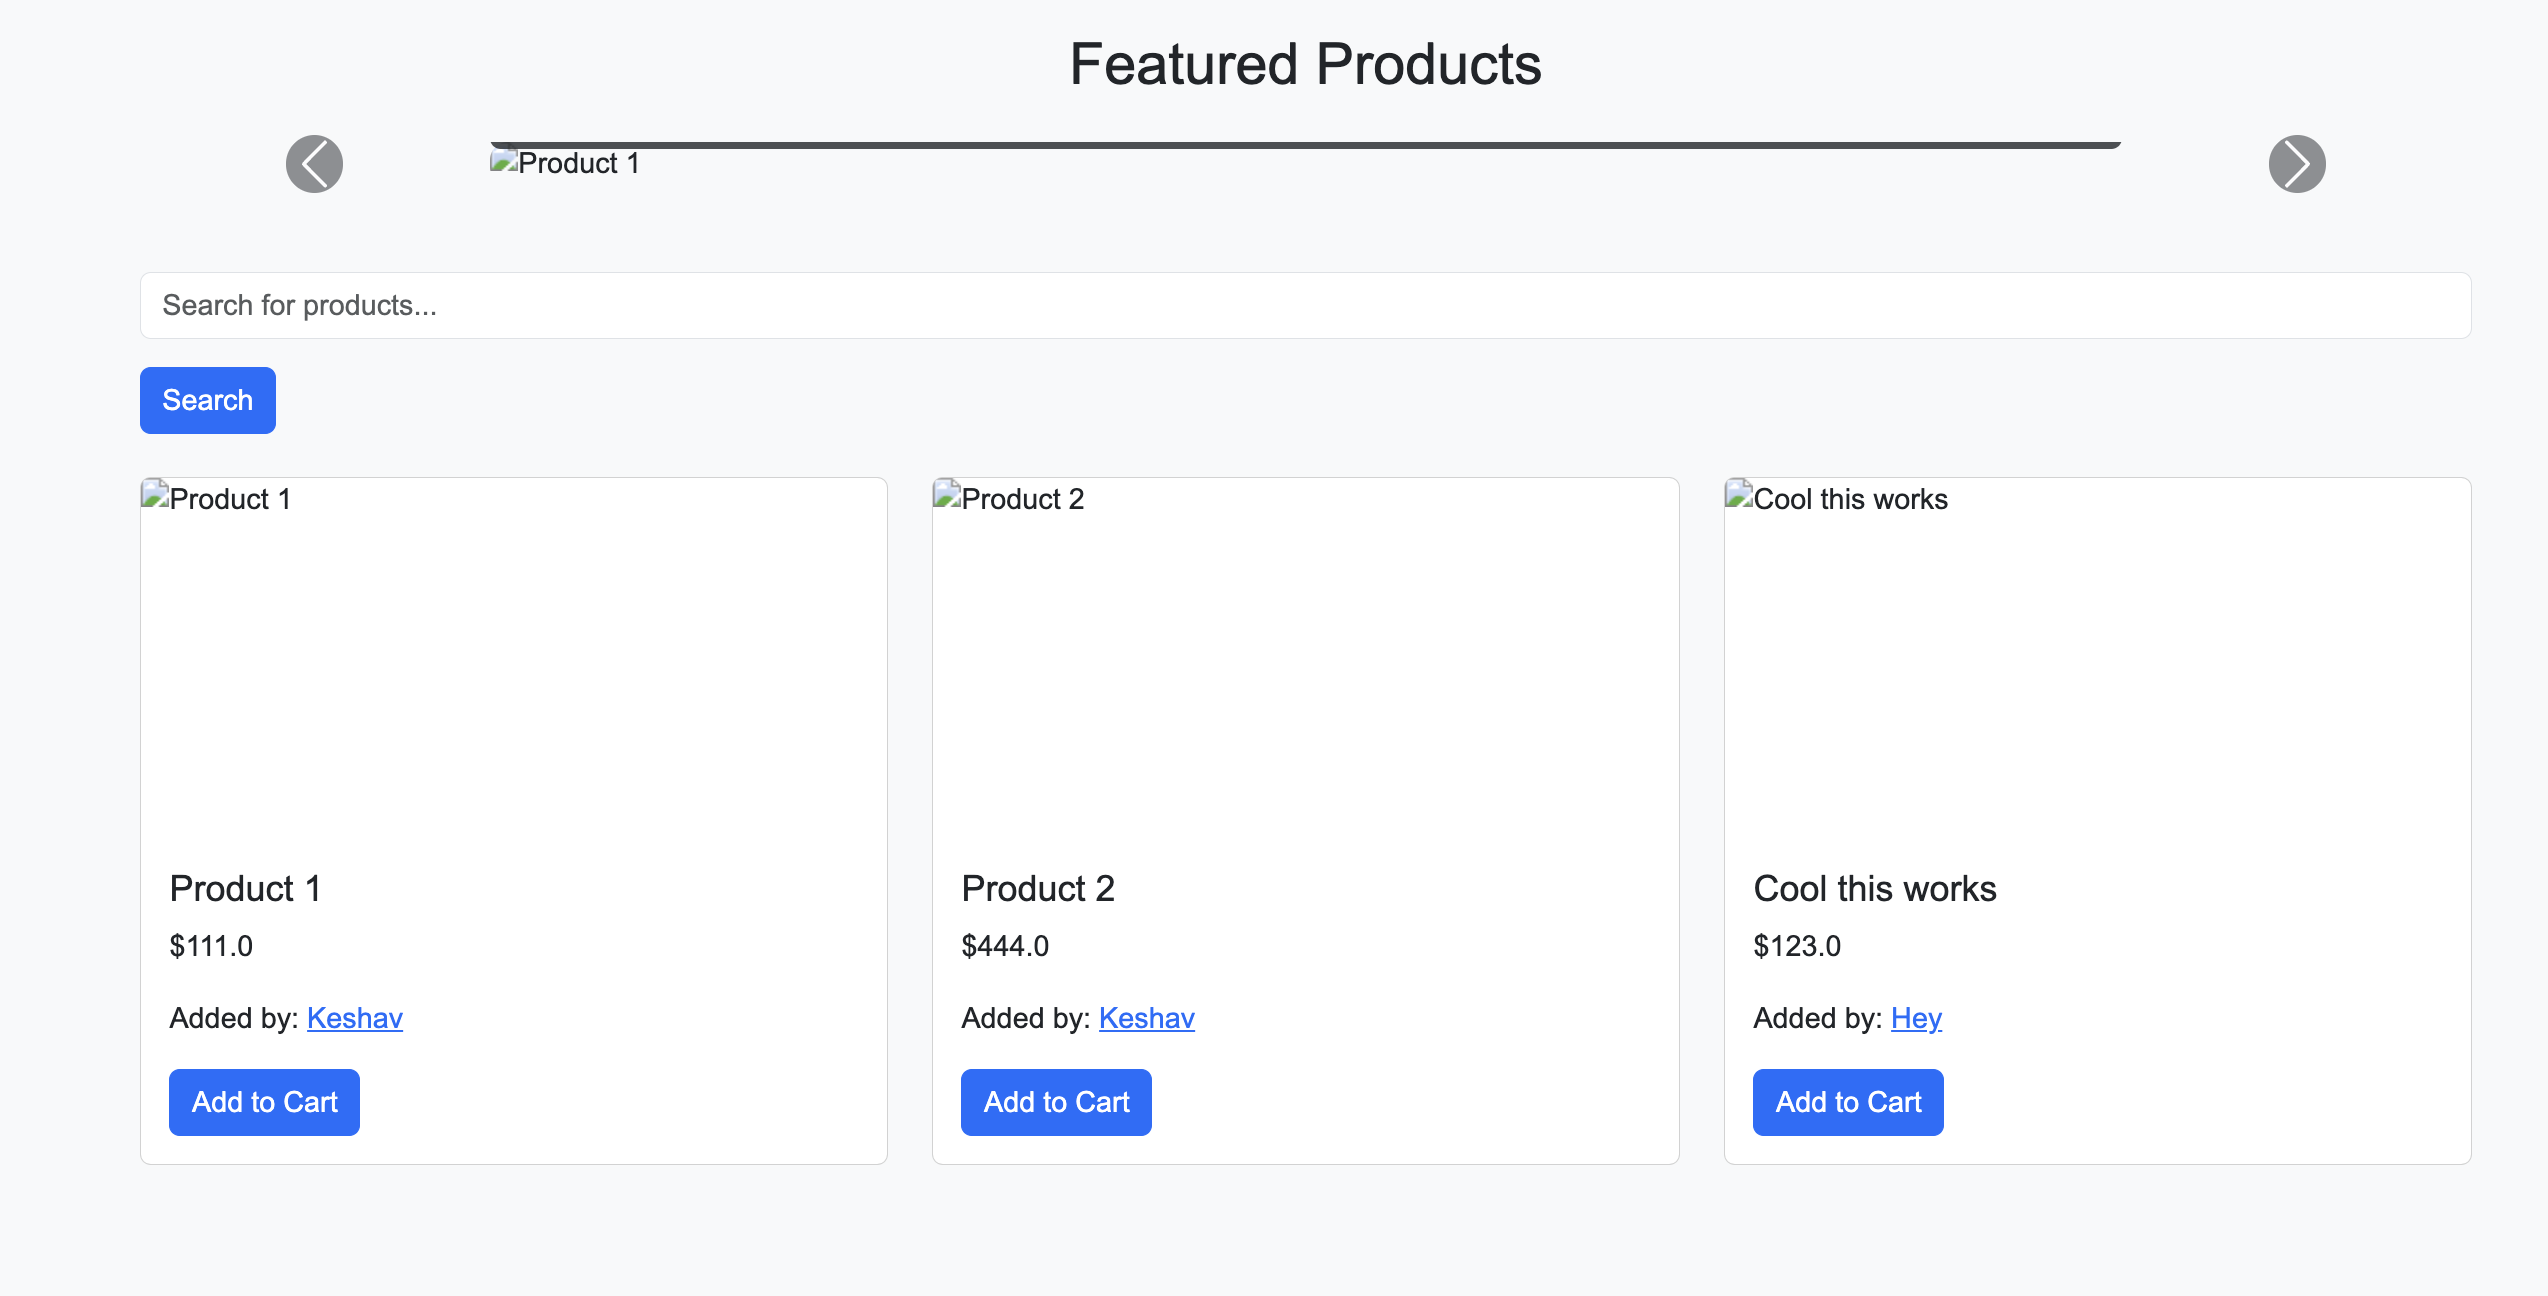 Featured Products
Product 1
Search for products...
Search
Product 1
Product 1
$111.0
Added by: Keshav
Add to Cart
Product 2
Product 2
$444.0
Added by: Keshav
Add to Cart
Cool this works
Cool this works
$123.0
Added by: Hey
Add to Cart